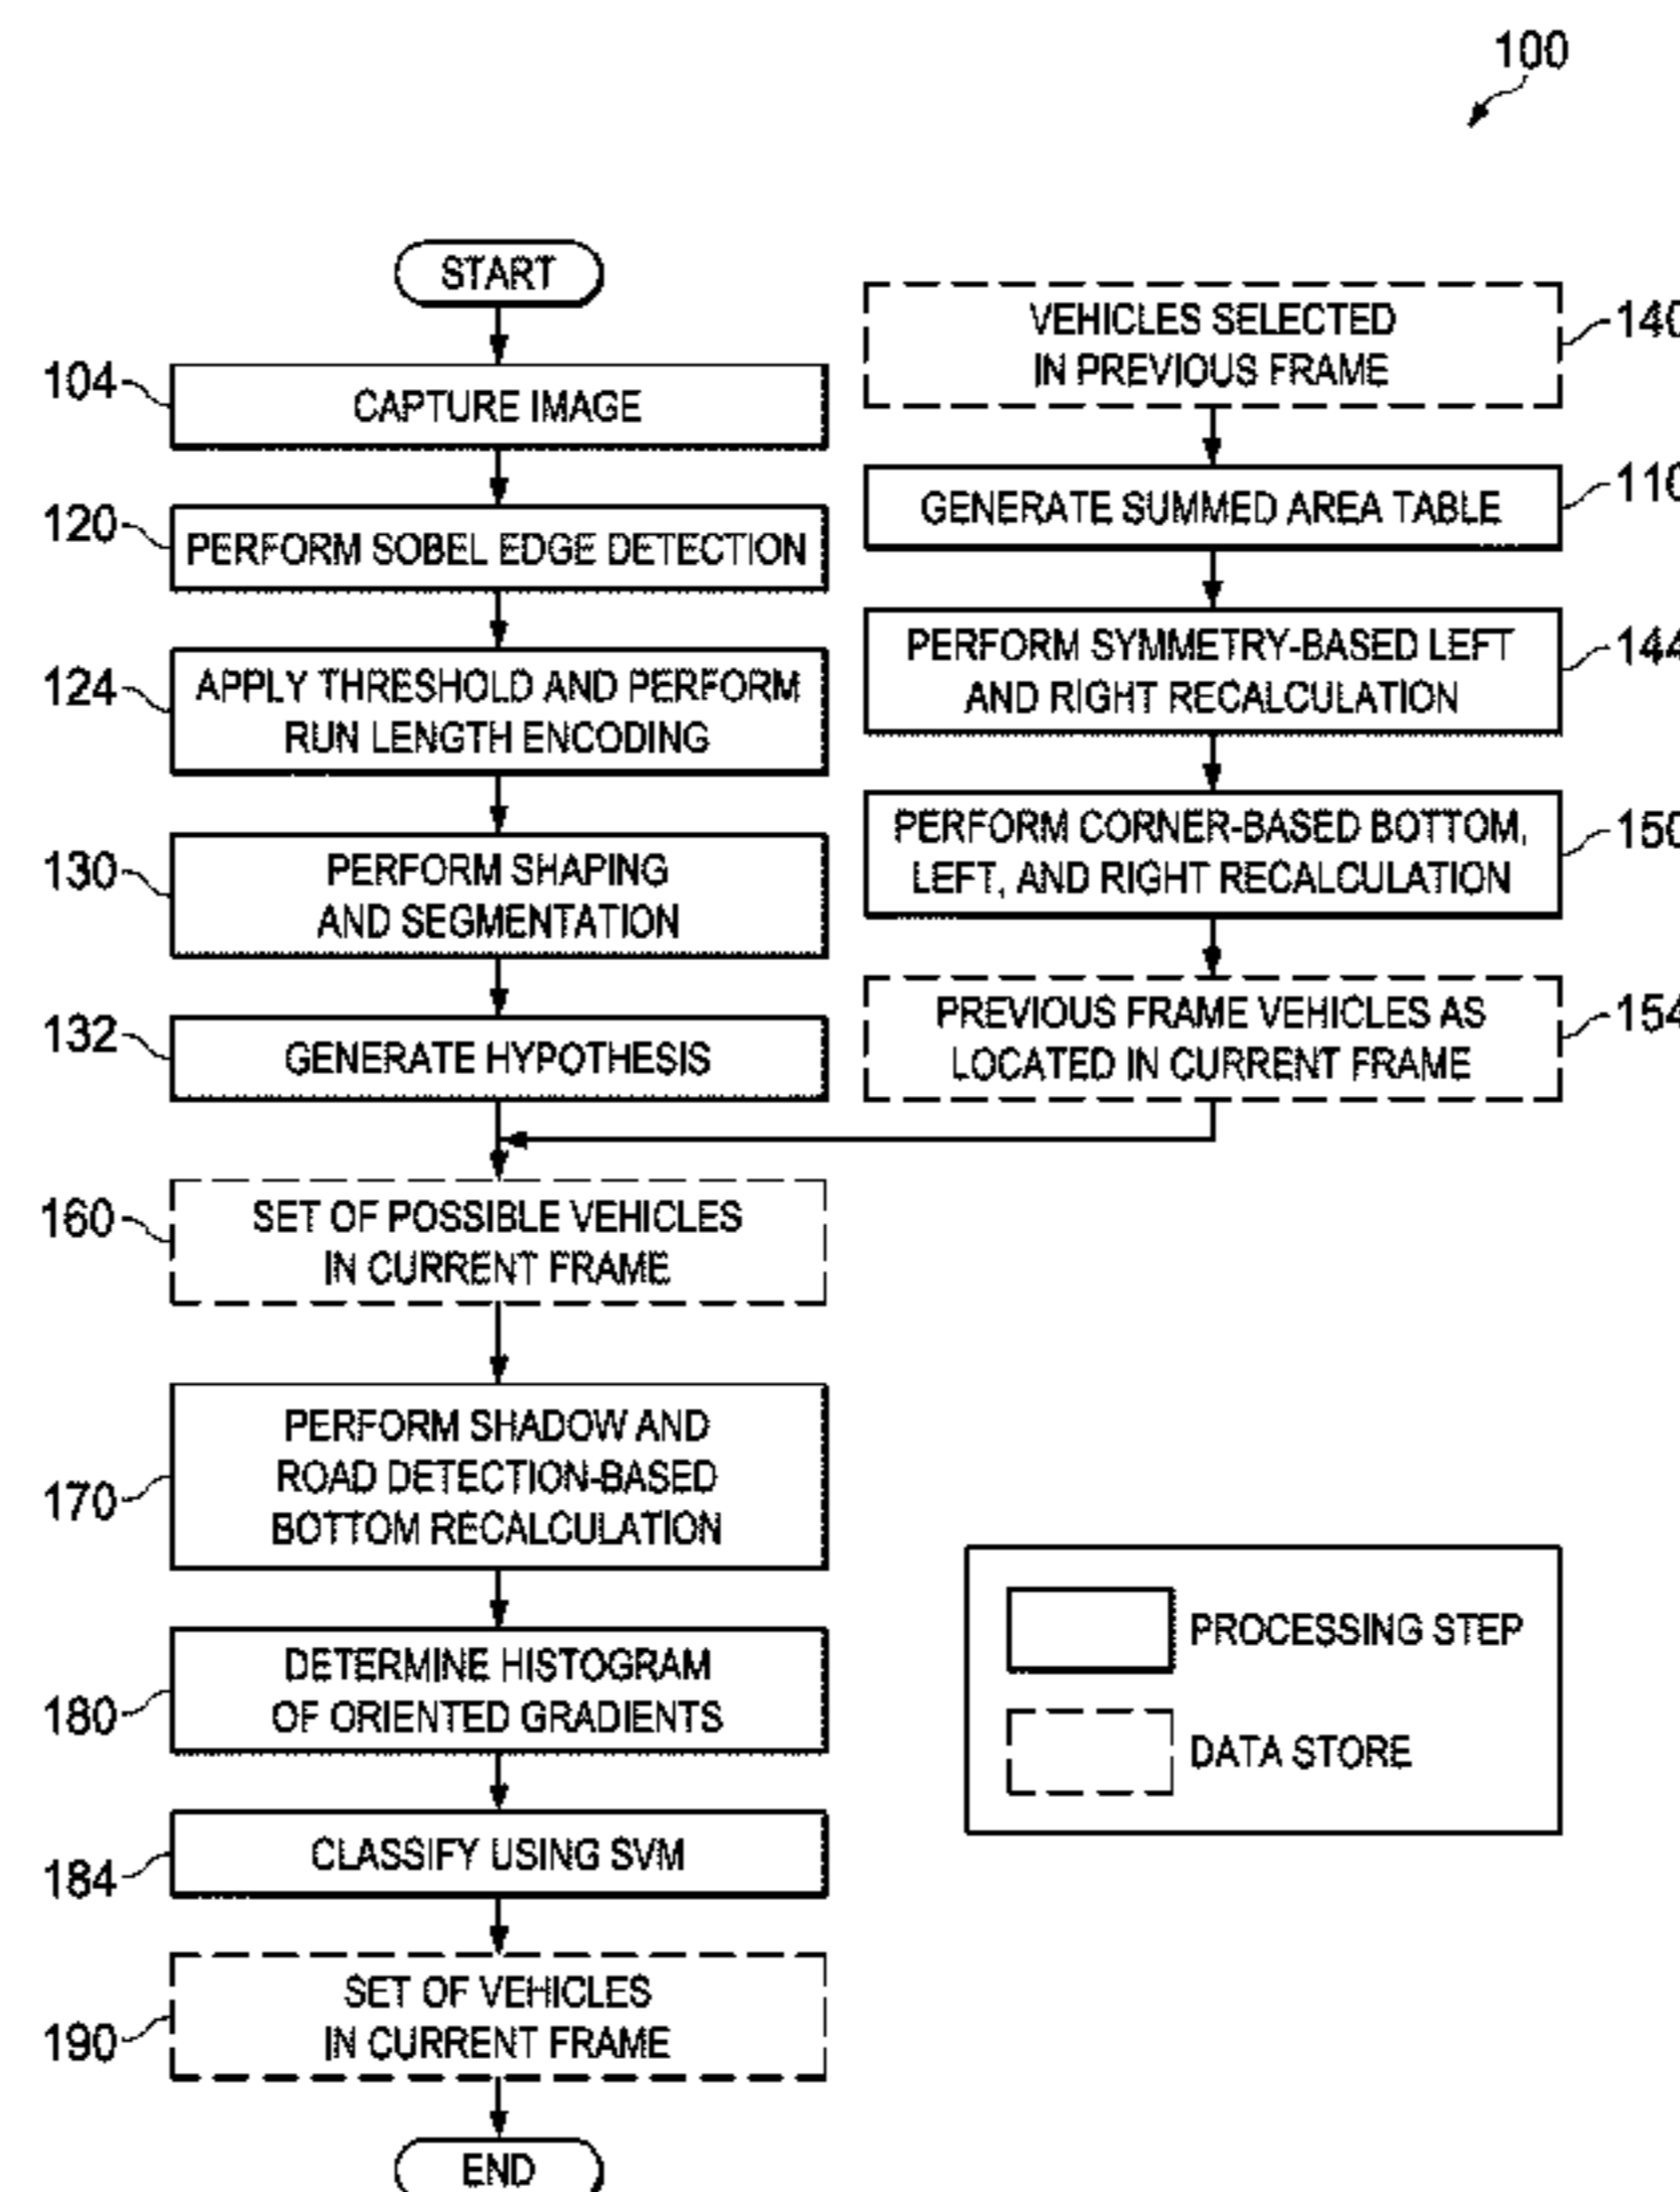 100
START
104
CAPTURE IMAGE
120
PERFORM SOBEL EDGE DETECTION
124
APPLY THRESHOLD AND PERFORM
RUN LENGTH ENCODING
130
PERFORM SHAPING
AND SEGMENTATION
132
GENERATE HYPOTHESIS
VEHICLES SELECTED
IN PREVIOUS FRAME
140
GENERATE SUMMED AREA TABLE
110
PERFORM SYMMETRY-BASED LEFT
AND RIGHT RECALCULATION
144
PERFORM CORNER-BASED BOTTOM,
LEFT, AND RIGHT RECALCULATION
150
PREVIOUS FRAME VEHICLES AS
LOCATED IN CURRENT FRAME
154
160
SET OF POSSIBLE VEHICLES
IN CURRENT FRAME
170
PERFORM SHADOW AND
ROAD DETECTION-BASED
BOTTOM RECALCULATION
180
DETERMINE HISTOGRAM
OF ORIENTED GRADIENTS
184
CLASSIFY USING SVM
190
SET OF VEHICLES
IN CURRENT FRAME
END
PROCESSING STEP
DATA STORE